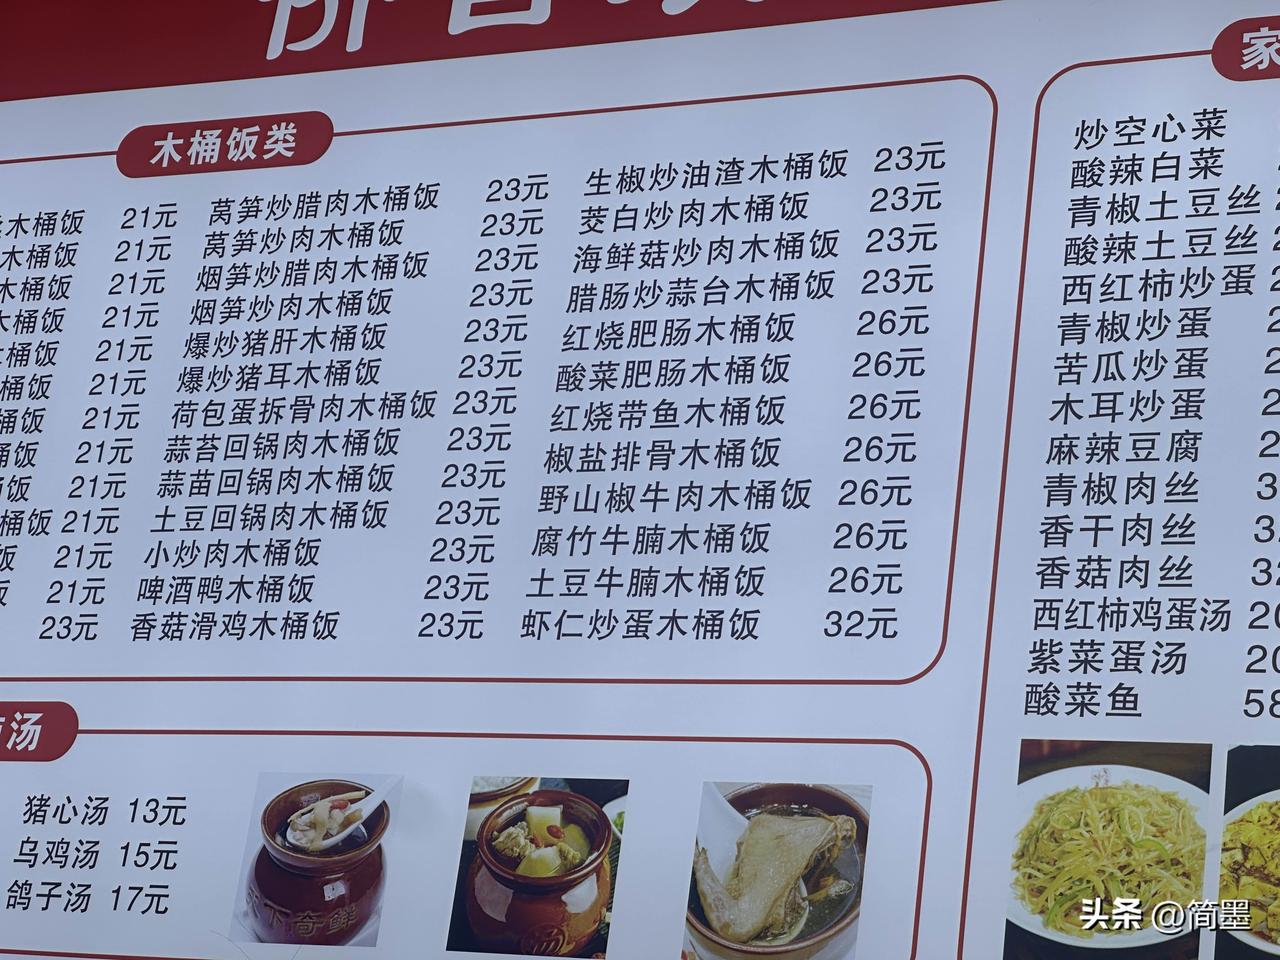 木桶饭类
木桶饭 21元
木桶饭 21元
木桶饭 21元
木桶饭 21元
木桶饭 21元
桶饭 21元
桶饭 21元
桶饭 21元
饭 21元
桶饭 21元
饭 21元
21元
23元
莴笋炒腊肉木桶饭 23元
莴笋炒肉木桶饭 23元
烟笋炒腊肉木桶饭 23元
烟笋炒肉木桶饭 23元
爆炒猪肝木桶饭 23元
爆炒猪耳木桶饭 23元
荷包蛋拆骨肉木桶饭 23元
蒜苔回锅肉木桶饭 23元
蒜苗回锅肉木桶饭 23元
土豆回锅肉木桶饭 23元
小炒肉木桶饭 23元
啤酒鸭木桶饭 23元
香菇滑鸡木桶饭 23元
生椒炒油渣木桶饭 23元
茭白炒肉木桶饭 23元
海鲜菇炒肉木桶饭 23元
腊肠炒蒜台木桶饭 23元
红烧肥肠木桶饭 26元
酸菜肥肠木桶饭 26元
红烧带鱼木桶饭 26元
椒盐排骨木桶饭 26元
野山椒牛肉木桶饭 26元
腐竹牛腩木桶饭 26元
土豆牛腩木桶饭 26元
虾仁炒蛋木桶饭 32元
家
炒空心菜
酸辣白菜
青椒土豆丝
酸辣土豆丝
西红柿炒蛋
青椒炒蛋
苦瓜炒蛋
木耳炒蛋
麻辣豆腐
青椒肉丝
香干肉丝
香菇肉丝
西红柿鸡蛋汤 20
紫菜蛋汤 20
酸菜鱼 58
汤
猪心汤 13元
乌鸡汤 15元
鸽子汤 17元
天下奇鲜
头条 @简墨